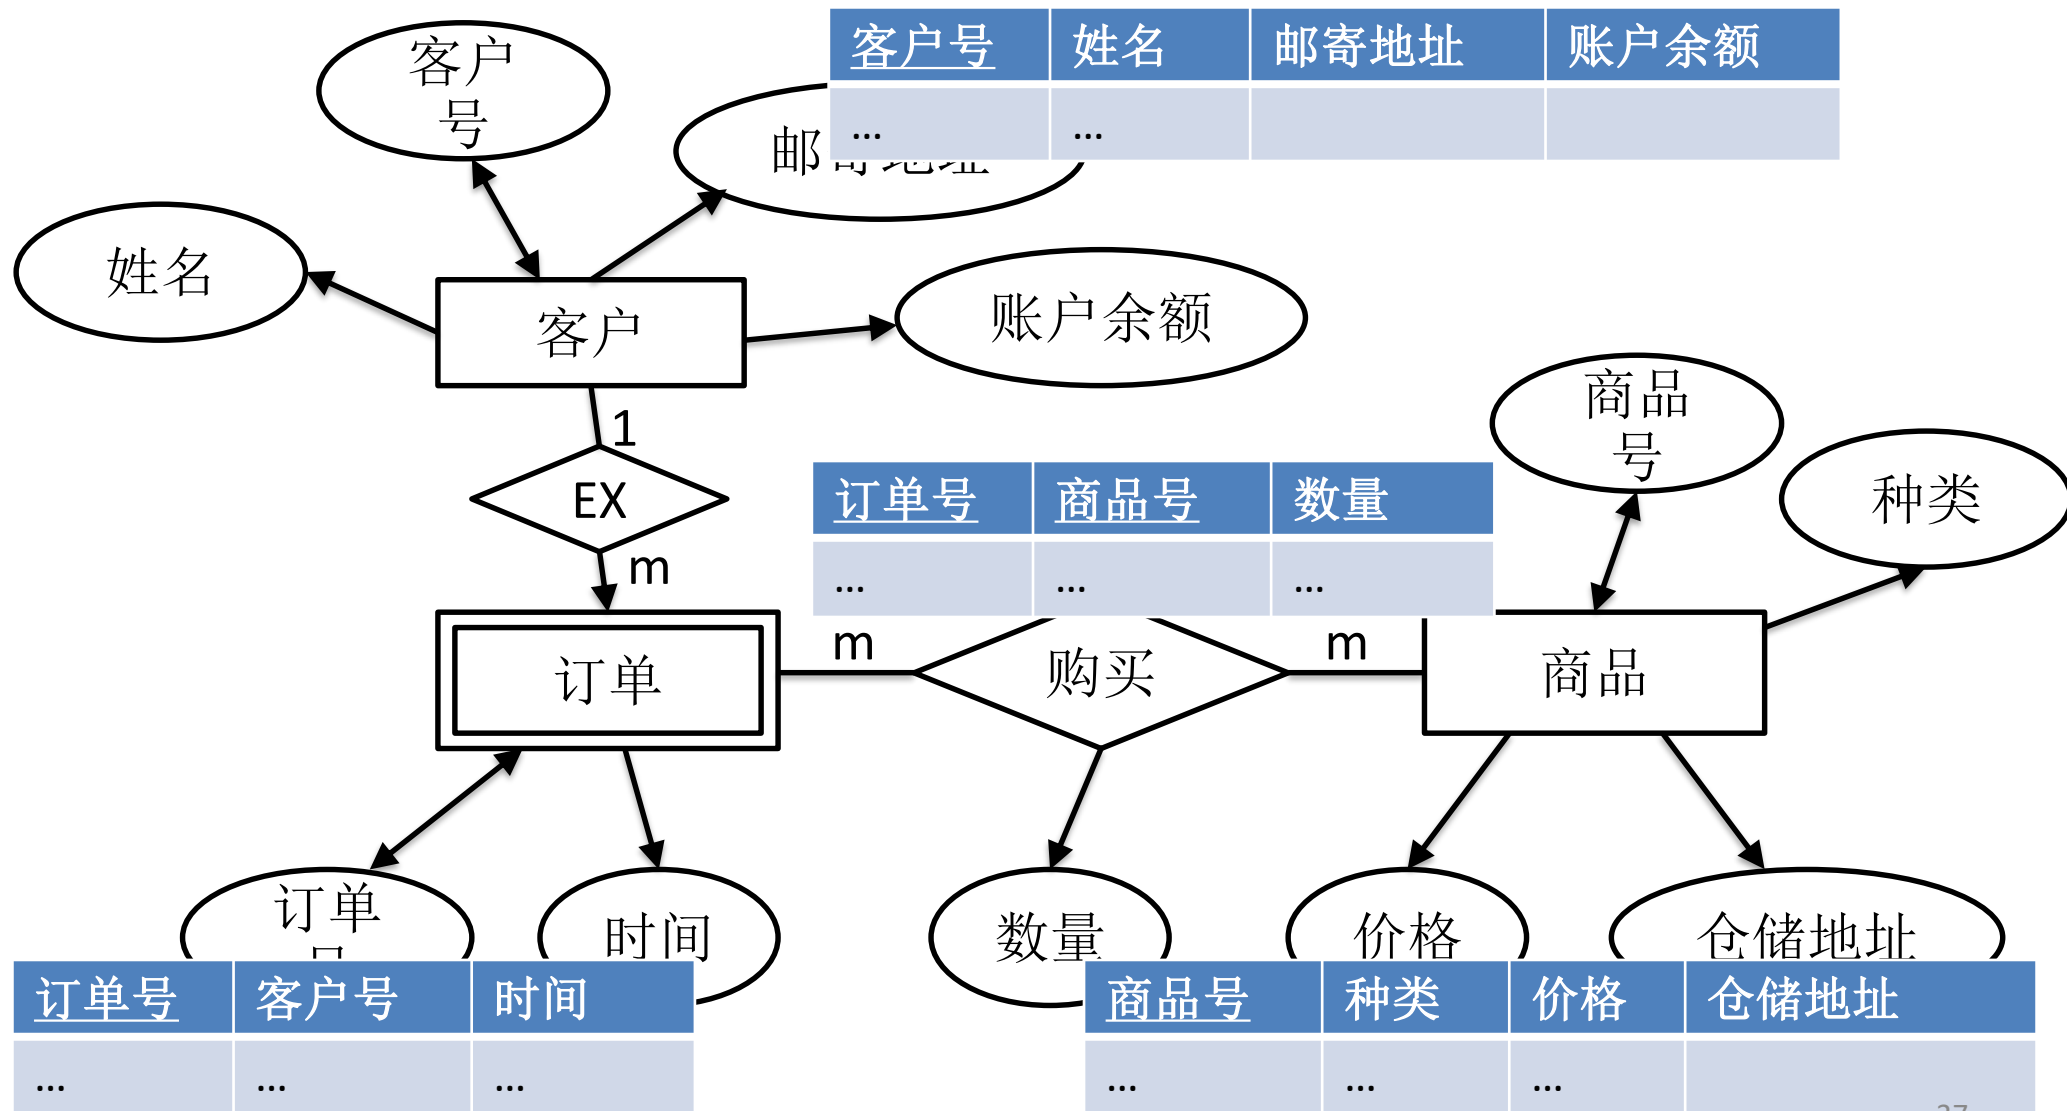 客户号 姓名 邮寄地址 账户余额
... ...
客户
号
邮寄地址
姓名
客户
账户余额
1
EX
m
商品
号
种类
订单号 商品号 数量
... ... ...
订单
m
购买
m
商品
订单
号
时间
数量
价格
仓储地址
订单号 客户号 时间
... ... ...
商品号 种类 价格 仓储地址
... ... ...